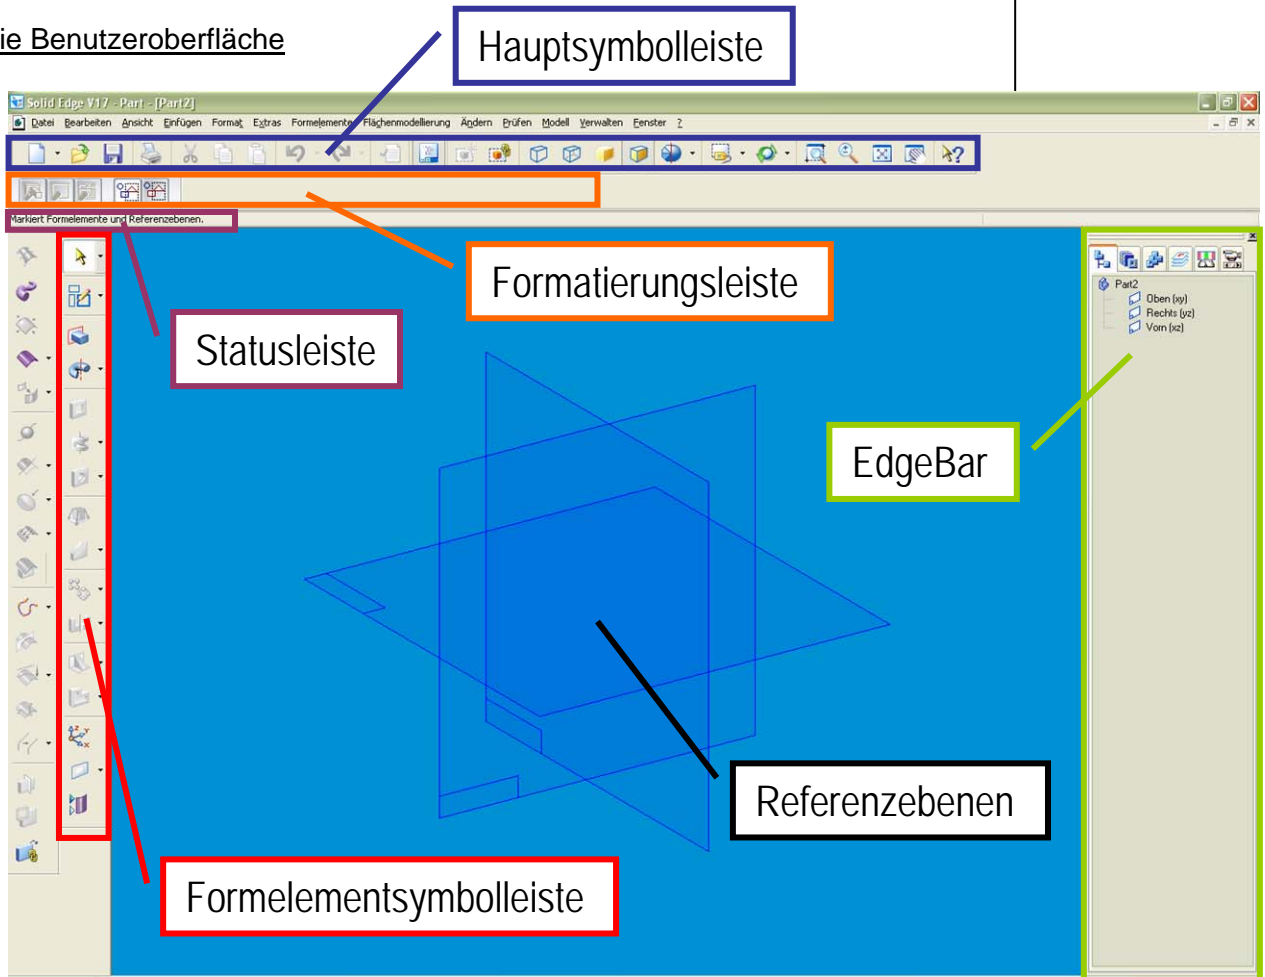 ie Benutzeroberfläche
Hauptsymbolleiste
Solid Edge V17 - Part - [Part2]
Datei Bearbeiten Ansicht Einfügen Format Extras Formelemente Flächenmodellierung Ändern Prüfen Modell Verwalten Fenster ?
Markiert Formelemente und Referenzebenen.
Formatierungsleiste
Statusleiste
Part2
Oben (xy)
Rechts (yz)
Vorn (xz)
EdgeBar
Referenzebenen
Formelementsymbolleiste